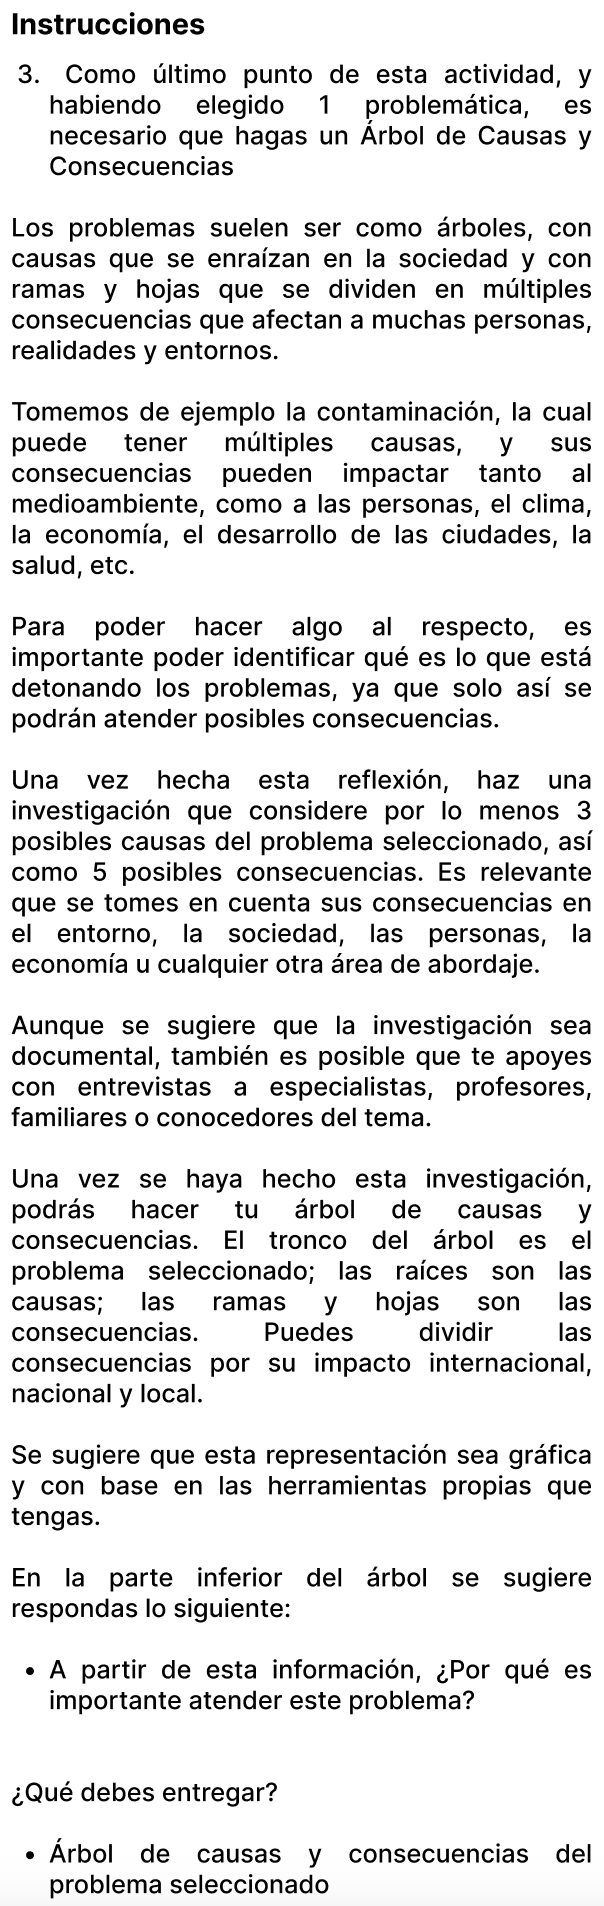 Instrucciones
3. Como último punto de esta actividad, y
habiendo elegido 1 problemática, es
necesario que hagas un Árbol de Causas y
Consecuencias
Los problemas suelen ser como árboles, con
causas que se enraízan en la sociedad y con
ramas y hojas que se dividen en múltiples
consecuencias que afectan a muchas personas,
realidades y entornos.
Tomemos de ejemplo la contaminación, la cual
puede tener múltiples causas, y sus
consecuencias pueden impactar tanto al
medioambiente, como a las personas, el clima,
la economía, el desarrollo de las ciudades, la
salud, etc.
Para poder hacer algo al respecto, es
importante poder identificar qué es lo que está
detonando los problemas, ya que solo así se
podrán atender posibles consecuencias.
Una vez hecha esta reflexión, haz una
investigación que considere por lo menos 3
posibles causas del problema seleccionado, así
como 5 posibles consecuencias. Es relevante
que se tomes en cuenta sus consecuencias en
el entorno, la sociedad, las personas, la
economía u cualquier otra área de abordaje.
Aunque se sugiere que la investigación sea
documental, también es posible que te apoyes
con entrevistas a especialistas, profesores,
familiares o conocedores del tema.
Una vez se haya hecho esta investigación,
podrás hacer tu árbol de causas y
consecuencias. El tronco del árbol es el
problema seleccionado; las raíces son las
causas; las ramas y hojas son las
consecuencias. Puedes dividir las
consecuencias por su impacto internacional,
nacional y local.
Se sugiere que esta representación sea gráfica
y con base en las herramientas propias que
tengas.
En la parte inferior del árbol se sugiere
respondas lo siguiente:
• A partir de esta información, ¿Por qué es
importante atender este problema?
¿Qué debes entregar?
• Árbol de causas y consecuencias del
problema seleccionado